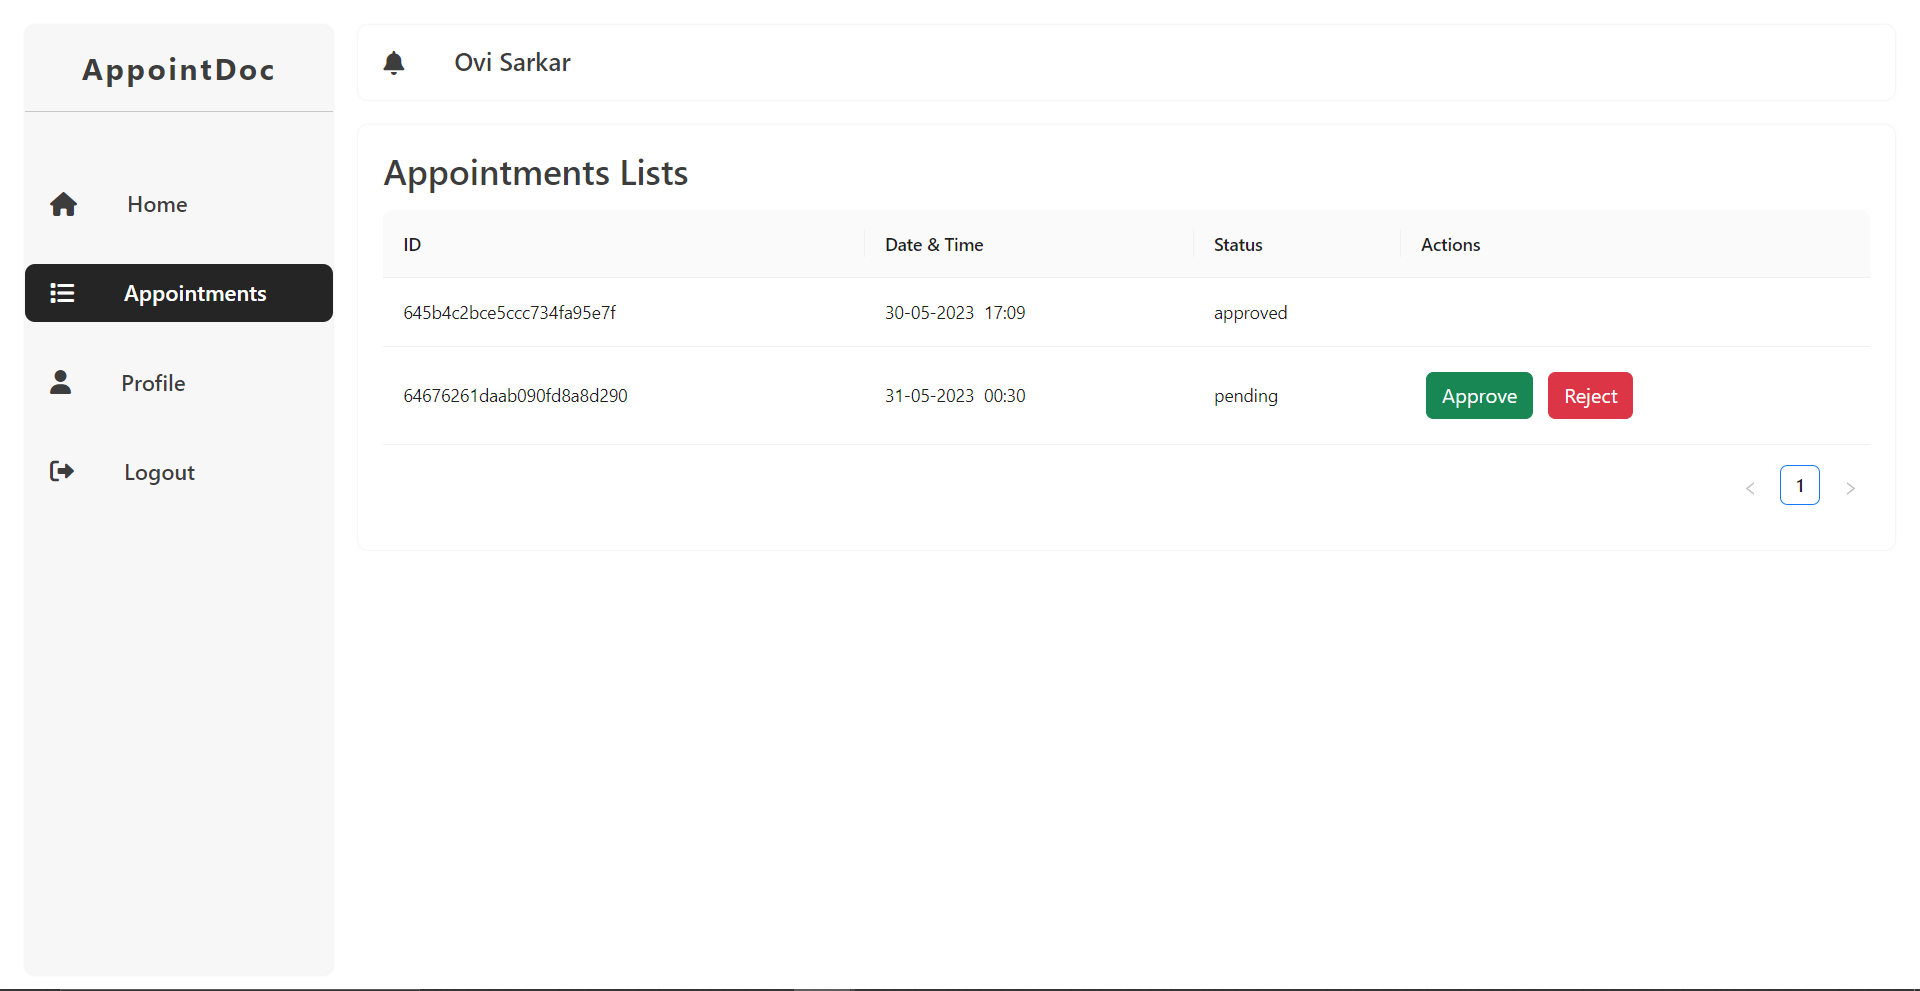 AppointDoc
Home
Appointments
Profile
Logout
Ovi Sarkar
Appointments Lists
ID Date & Time Status Actions
645b4c2bce5ccc734fa95e7f 30-05-2023 17:09 approved
64676261daab090fd8a8d290 31-05-2023 00:30 pending Approve Reject
< 1 >